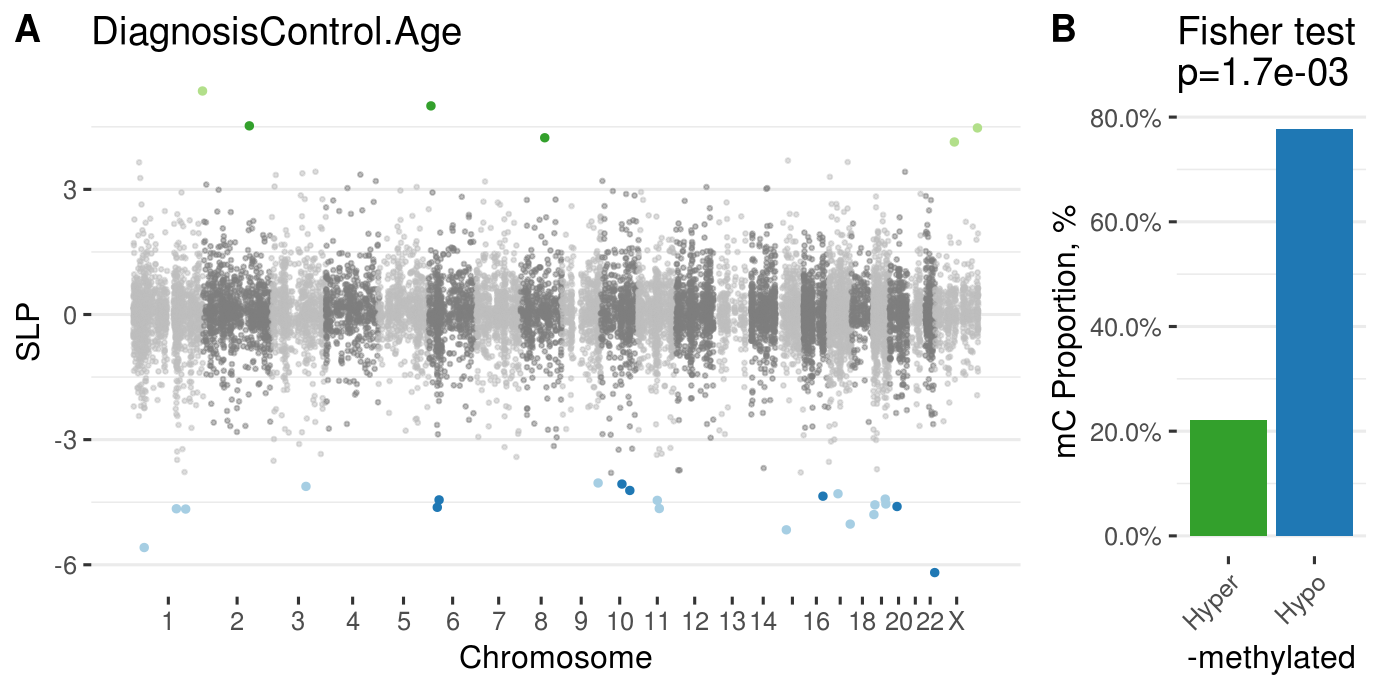 A DiagnosisControl.Age
SLP
3
0
-3
-6
1 2 3 4 5 6 7 8 9 10 11 12 13 14 16 18 20 22 X
Chromosome
B Fisher test
p=1.7e-03
mC Proportion, %
80.0%
60.0%
40.0%
20.0%
0.0%
Hyper Hypo
-methylated